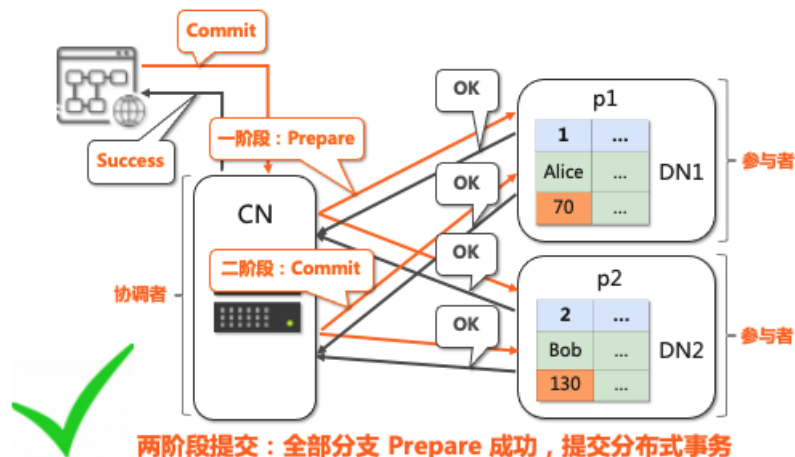 Commit
Success
一阶段：Prepare
CN
二阶段：Commit
协调者
OK
OK
OK
OK
p1
1 ...
Alice ...
70 ...
DN1
参与者
p2
2 ...
Bob ...
130 ...
DN2
参与者
两阶段提交：全部分支 Prepare 成功，提交分布式事务